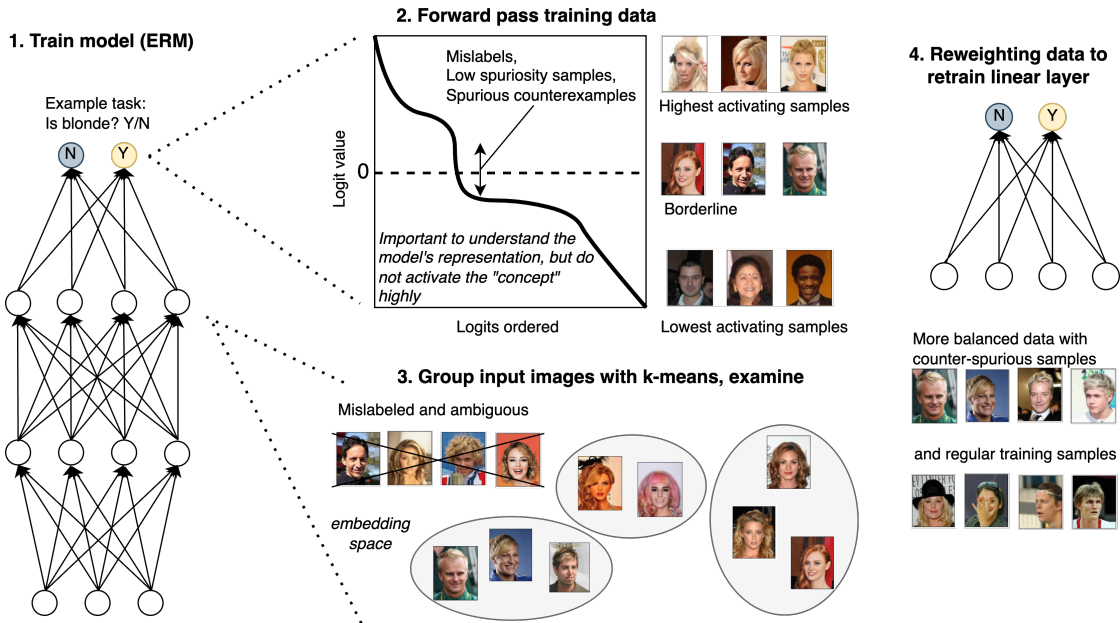 1. Train model (ERM)
Example task:
Is blonde? Y/N
N
Y
2. Forward pass training data
Logit value
0
Mislabels,
Low spuriosity samples,
Spurious counterexamples
Important to understand the
model's representation, but do
not activate the "concept"
highly
Logits ordered
Highest activating samples
Borderline
Lowest activating samples
3. Group input images with k-means, examine
Mislabeled and ambiguous
embedding
space
4. Reweighting data to
retrain linear layer
N
Y
More balanced data with
counter-spurious samples
and regular training samples